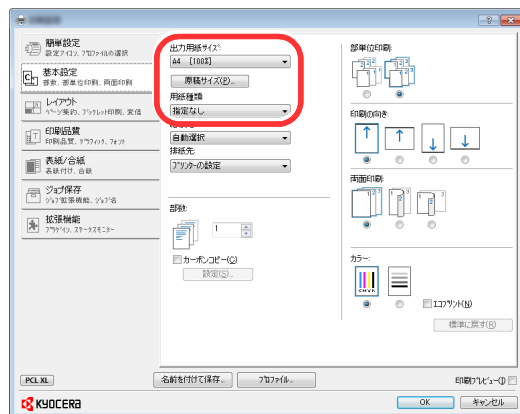 簡単設定
設定アイコン, プロファイルの選択
基本設定
部数, 部単位印刷, 両面印刷
レイアウト
ページ集約, ブックレット印刷, 変倍
印刷品質
印刷品質, グラフィック, フォント
表紙/合紙
表紙付け, 合紙
ジョブ保存
ジョブ拡張機能, ジョブ名
拡張機能
プラグイン, ステータスモニター
出力用紙サイズ:
A4 [100%]
原稿サイズ(P)...
用紙種類:
指定なし
自動選択
排紙先:
プリンターの設定
部数:
1
カーボンコピー(C)
設定(S)...
部単位印刷:
印刷の向き:
両面印刷:
カラー:
CMYK
エコプリント(N)
標準に戻す(R)
PCL XL
名前を付けて保存...
プロファイル...
印刷プレビュー(I)
KYOCERA
OK
キャンセル